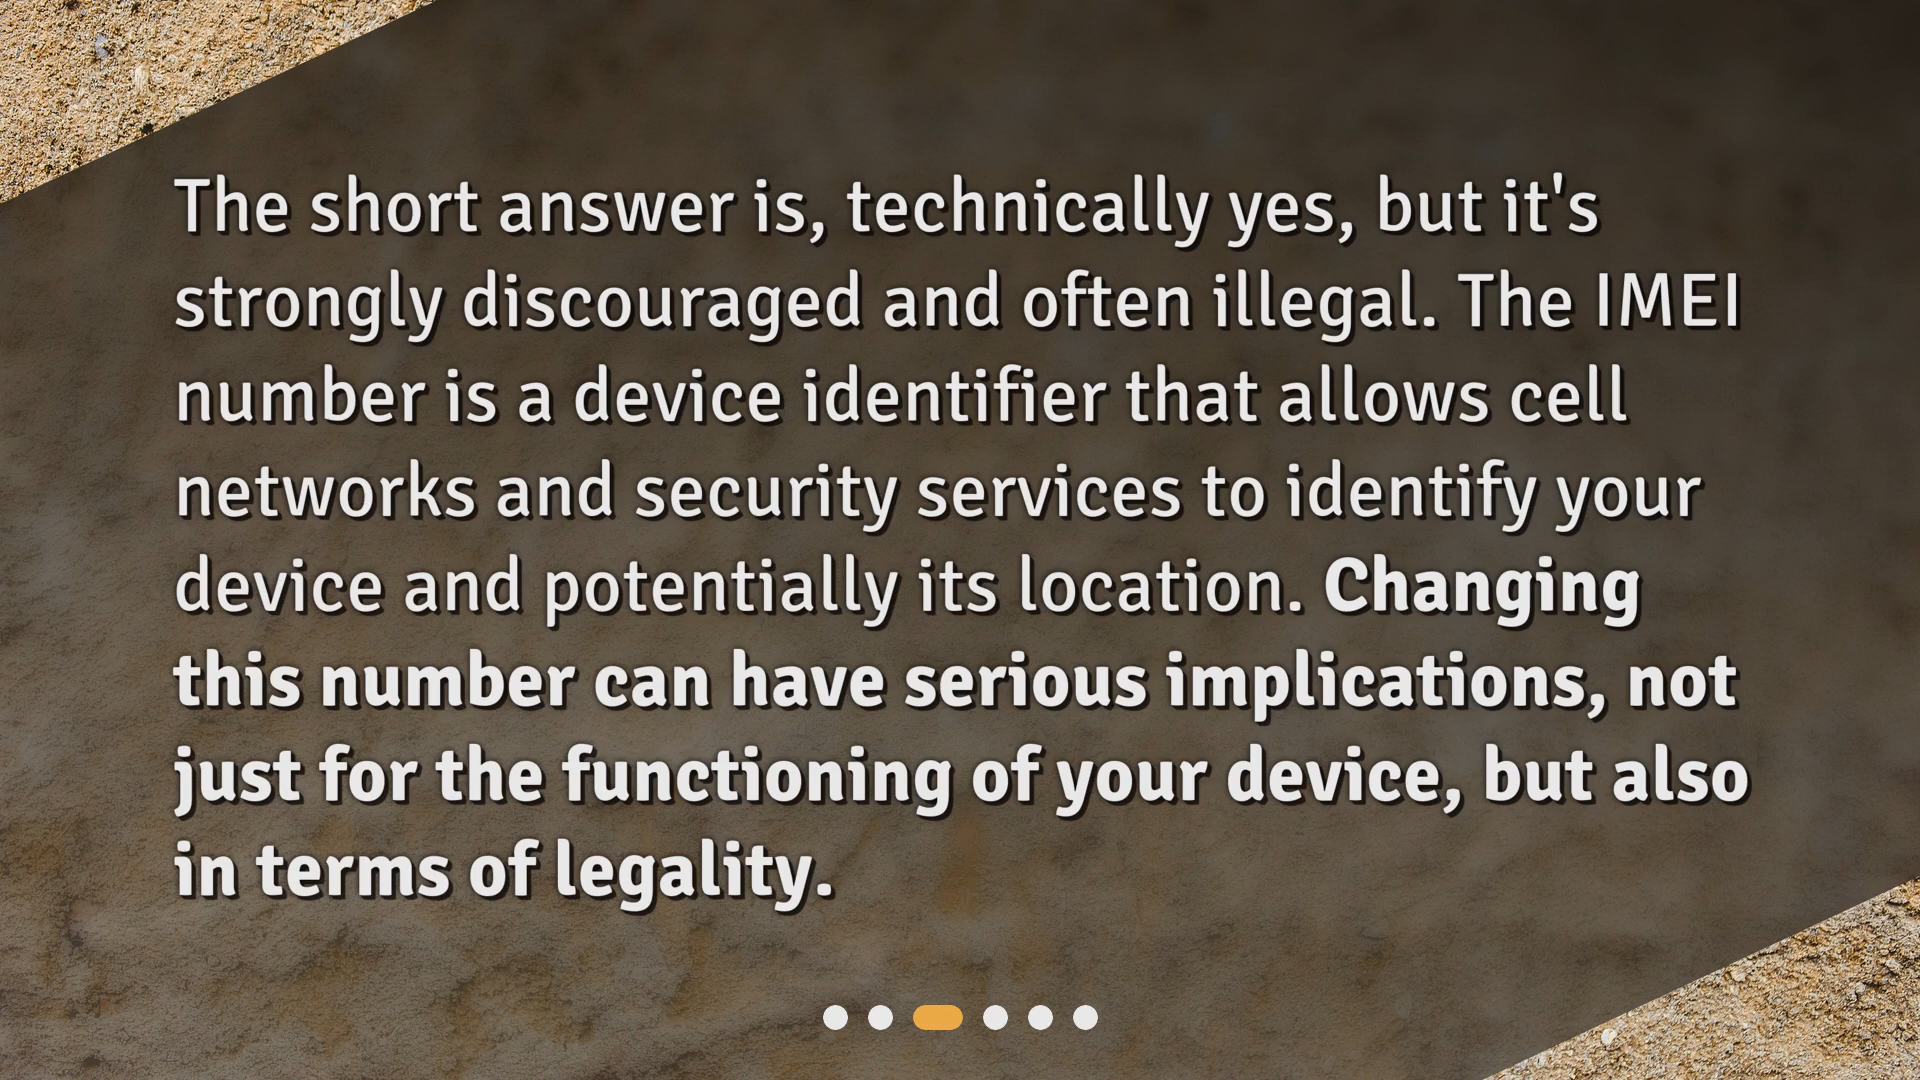 The short answer is, technically yes, but it's
strongly discouraged and often illegal. The IMEI
number is a device identifier that allows cell
networks and security services to identify your
device and potentially its location. Changing
this number can have serious implications, not
just for the functioning of your device, but also
in terms of legality.